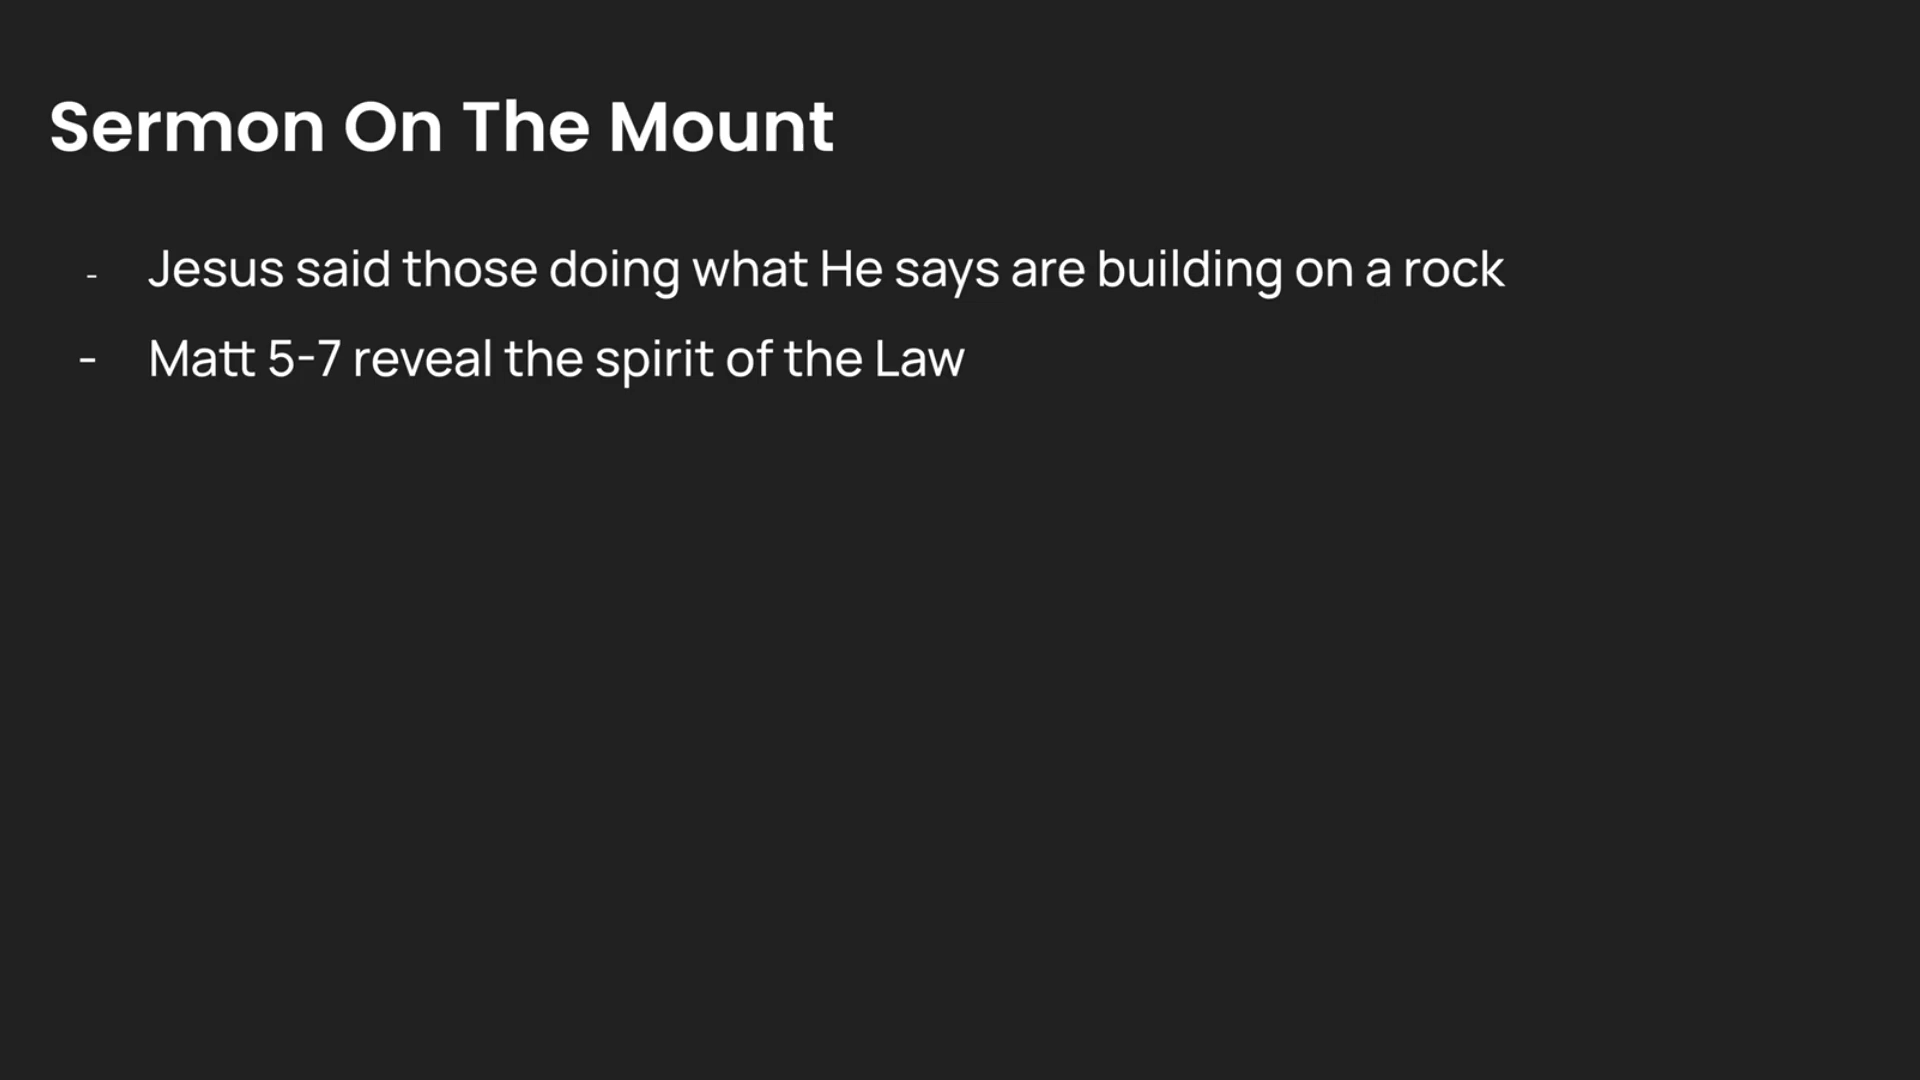 Sermon On The Mount
- Jesus said those doing what He says are building on a rock
- Matt 5-7 reveal the spirit of the Law